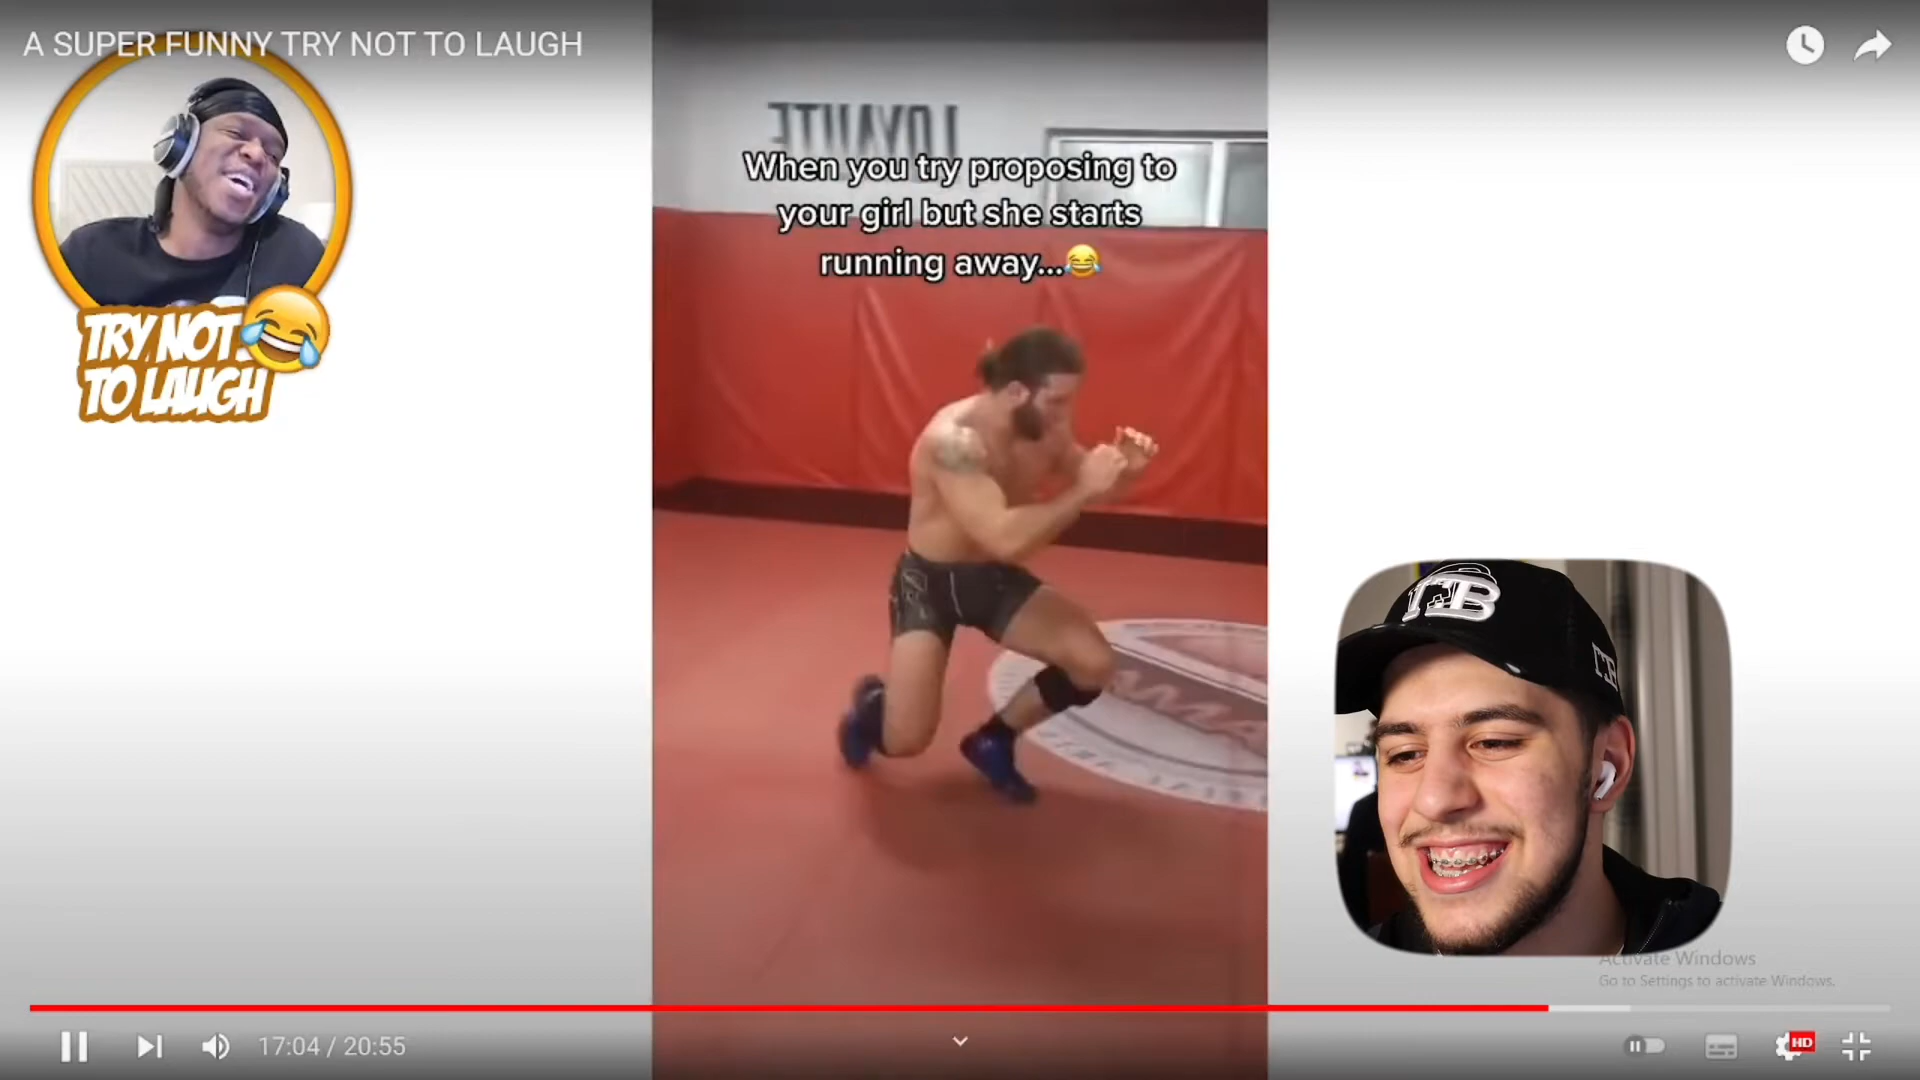 A SUPER FUNNY TRY NOT TO LAUGH
When you try proposing to
your girl but she starts
running away...😂
TRY NOT
TO LAUGH
Activate Windows
Go to Settings to activate Windows.
17:04 / 20:55
HD